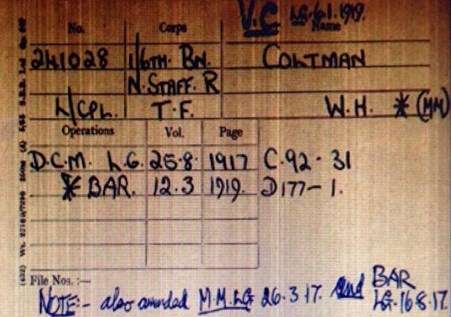 V.C LG. 6.1.1919.
No. Corps Name
241028 1/6TH. BN. COLTMAN
N. STAFF. R
L/CPL. T.F. W.H. * (MM)
Operations Vol. Page
D.C.M. L.G. 25.8. 1917 C.92 - 31
* BAR. 12.3 1919. D177 - 1.
File Nos. :—
NOTE:- also awarded M.M. LG 26.3.17. and BAR
LG. 16.8.17.